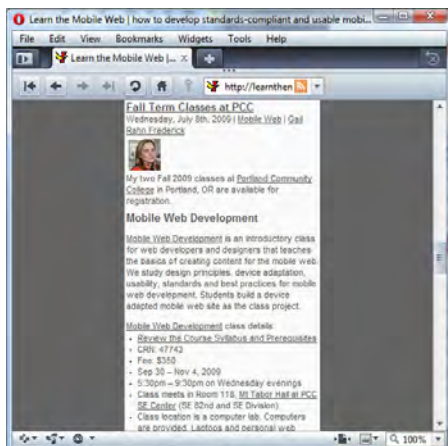 Learn the Mobile Web | how to develop standards-compliant and usable mobi...
File Edit View Bookmarks Widgets Tools Help
Learn the Mobile Web |... X
http://learnthen
Fall Term Classes at PCC
Wednesday, July 8th, 2009 | Mobile Web | Gail
Rahn Frederick
My two Fall 2009 classes at Portland Community
College in Portland, OR are available for
registration.
Mobile Web Development
Mobile Web Development is an introductory class
for web developers and designers that teaches
the basics of creating content for the mobile web.
We study design principles, device adaptation,
usability, standards and best practices for mobile
web development. Students build a device
adapted mobile web site as the class project.
Mobile Web Development class details:
Review the Course Syllabus and Prerequisites
CRN: 47743
Fee: $350
Sep 30 – Nov 4, 2009
5:30pm – 9:30pm on Wednesday evenings
Class meets in Room 118, Mt Tabor Hall at PCC
SE Center (SE 82nd and SE Division)
Class location is a computer lab. Computers
are provided. Laptops and personal web
100%